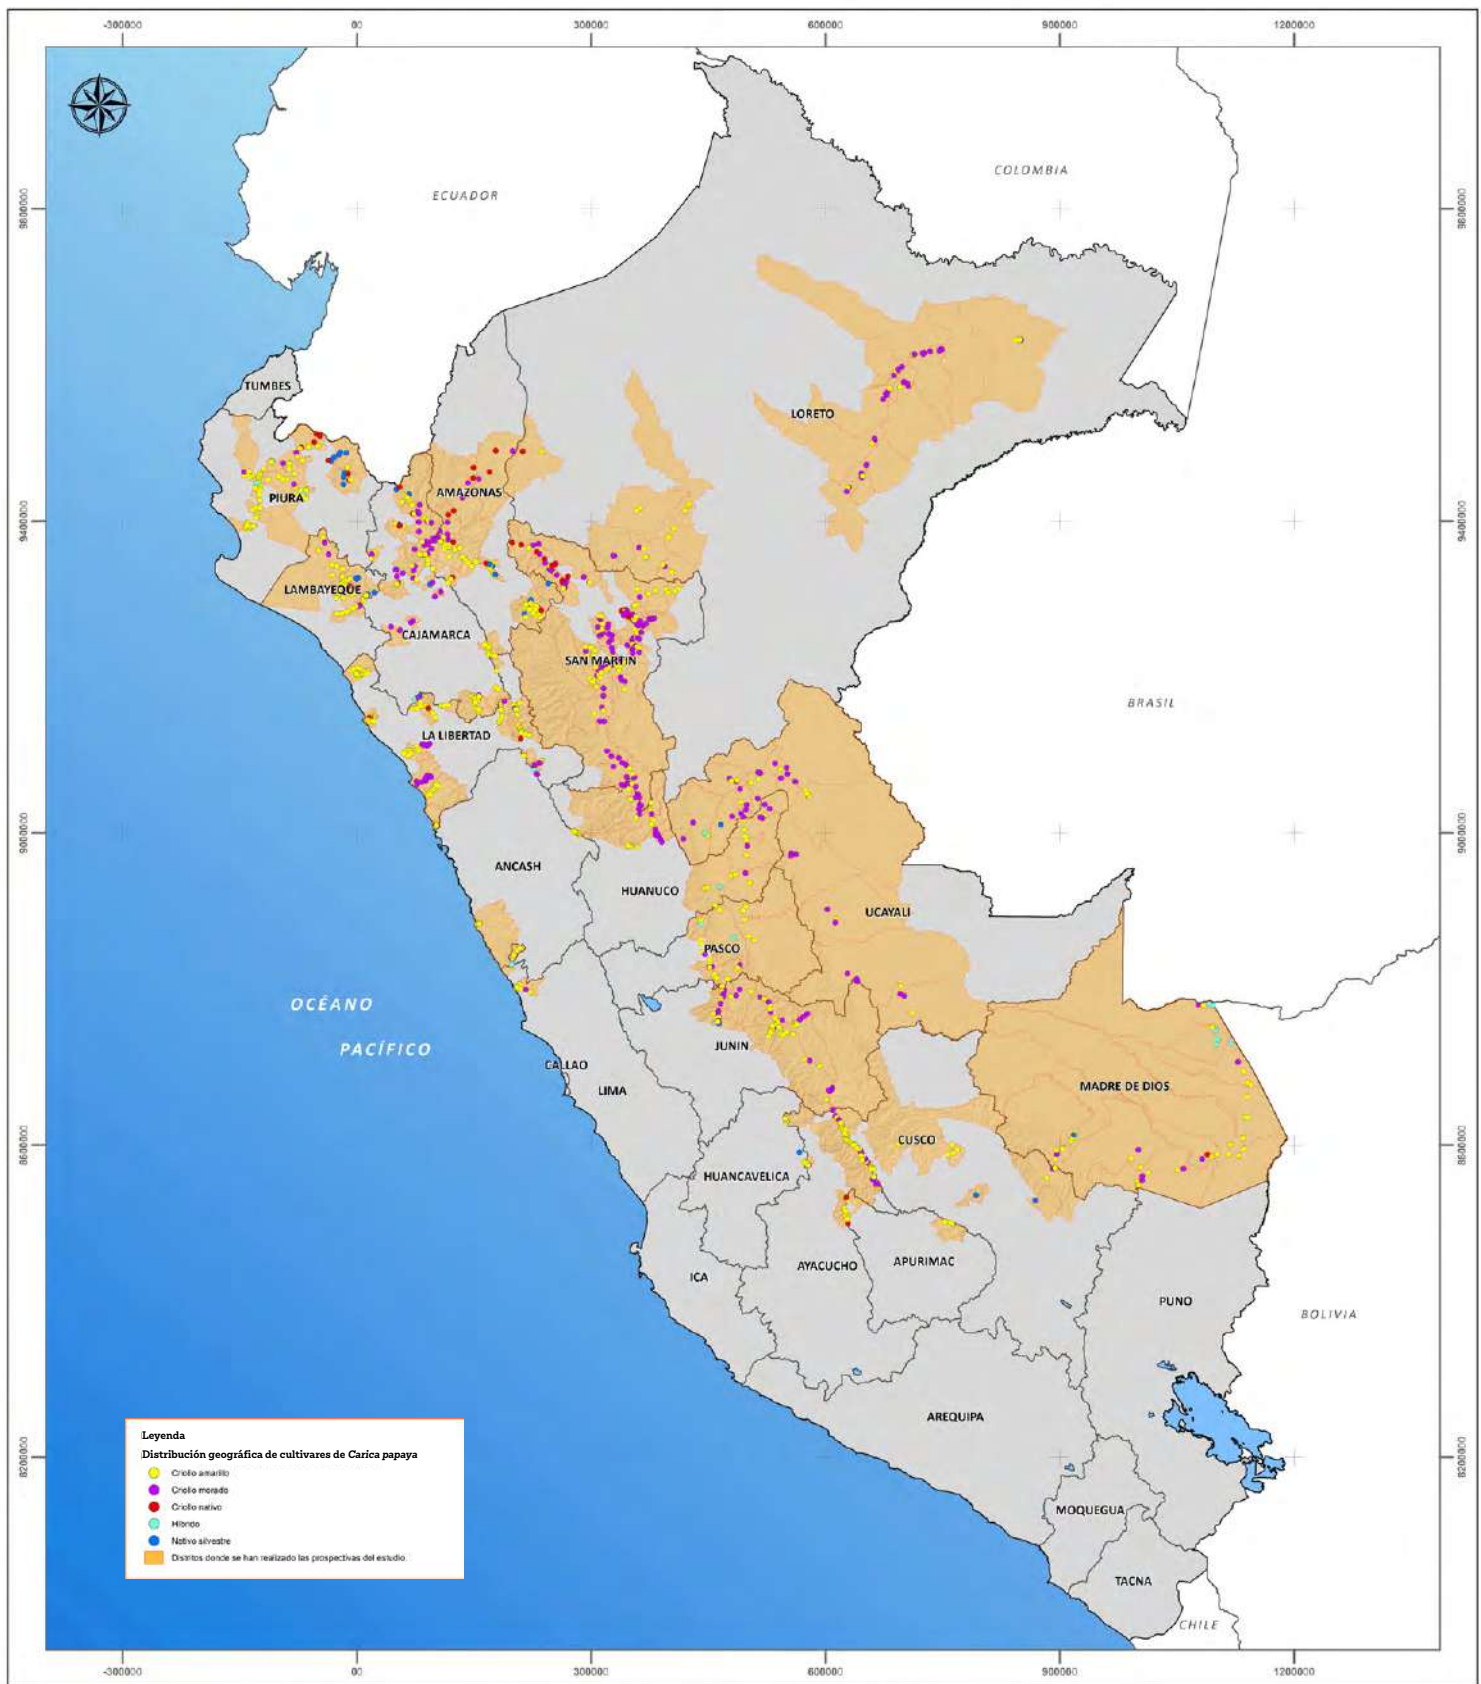 -300000 00 300000 600000 900000 1200000
COLOMBIA
ECUADOR
9800000 9800000
TUMBES
LORETO
AMAZONAS
PIURA
9400000 9400000
LAMBAYEQUE
CAJAMARCA
SAN MARTIN
BRASIL
LA LIBERTAD
9000000 9000000
ANCASH
HUANUCO
UCAYALI
PASCO
OCÉANO
PACÍFICO
JUNIN
CALLAO
LIMA
MADRE DE DIOS
CUSCO
8600000 8600000
HUANCAVELICA
APURIMAC
AYACUCHO
ICA
PUNO
BOLIVIA
AREQUIPA
Leyenda
Distribución geográfica de cultivares de Carica papaya
Criollo amarillo
Criollo morado
Criollo nativo
Híbrido
Nativo silvestre
Distritos donde se han realizado las prospectivas del estudio
8200000 8200000
MOQUEGUA
TACNA
CHILE
-300000 00 300000 600000 900000 1200000